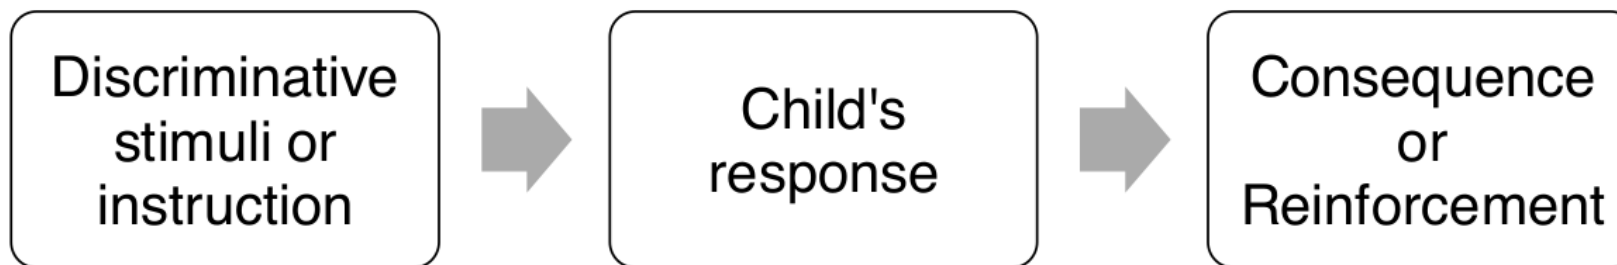 Discriminative
stimuli or
instruction
Child's
response
Consequence
or
Reinforcement